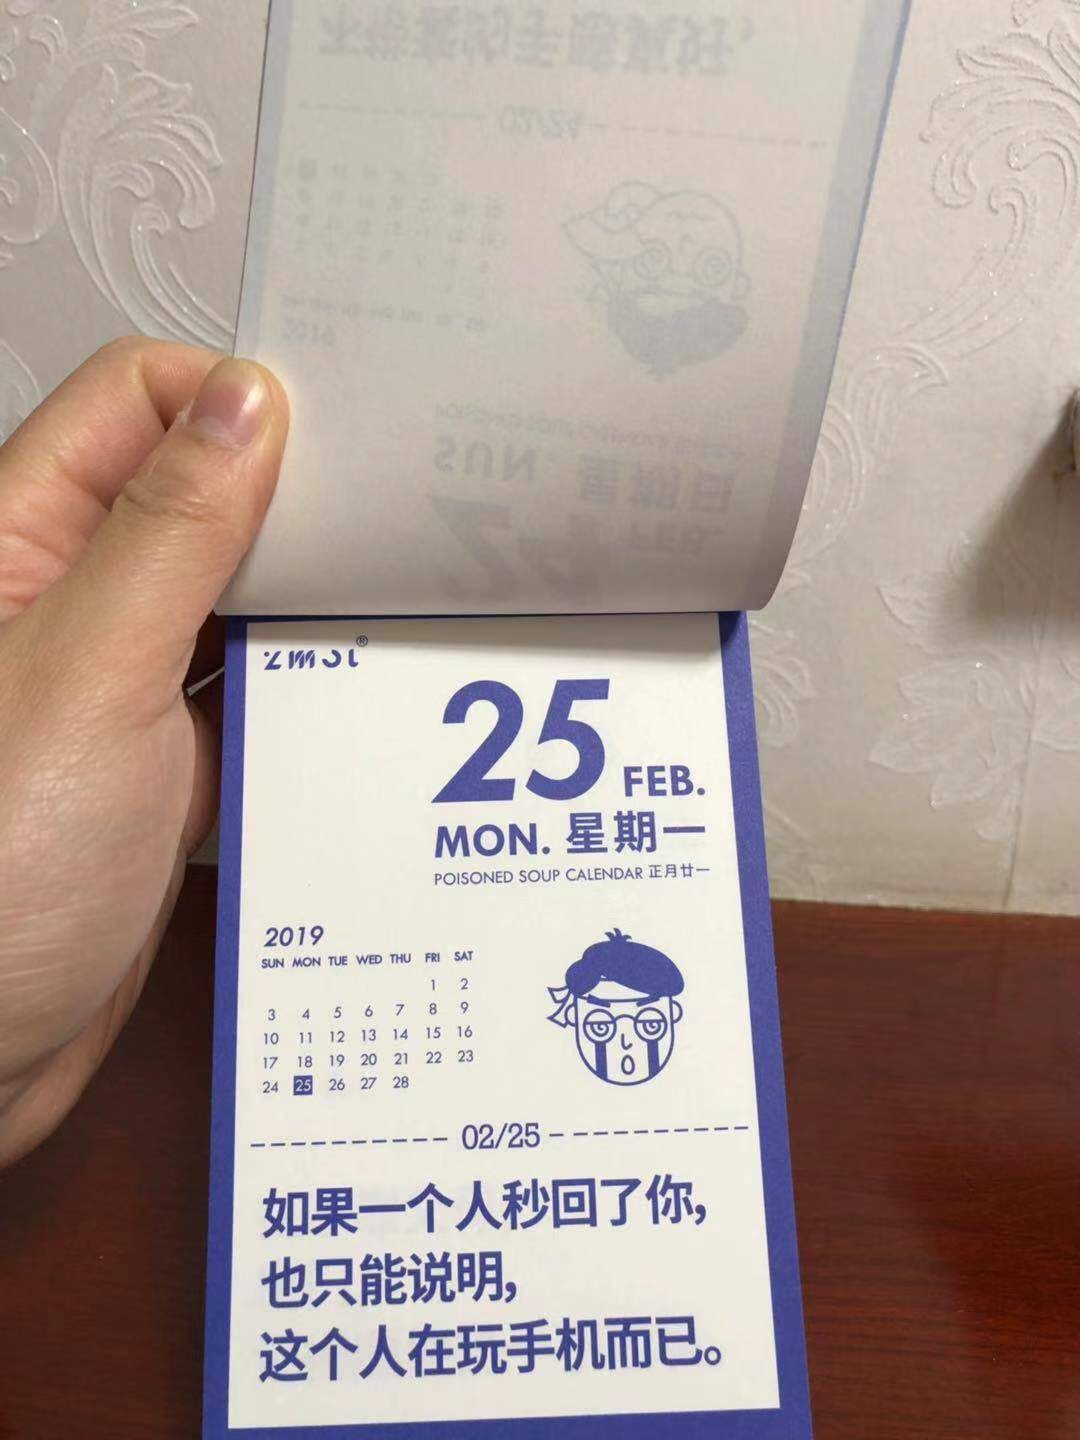 25 FEB.
MON. 星期一
POISONED SOUP CALENDAR 正月廿一
2019
SUN MON TUE WED THU FRI SAT
1 2
3 4 5 6 7 8 9
10 11 12 13 14 15 16
17 18 19 20 21 22 23
24 25 26 27 28
02/25
如果一个人秒回了你,
也只能说明,
这个人在玩手机而已。